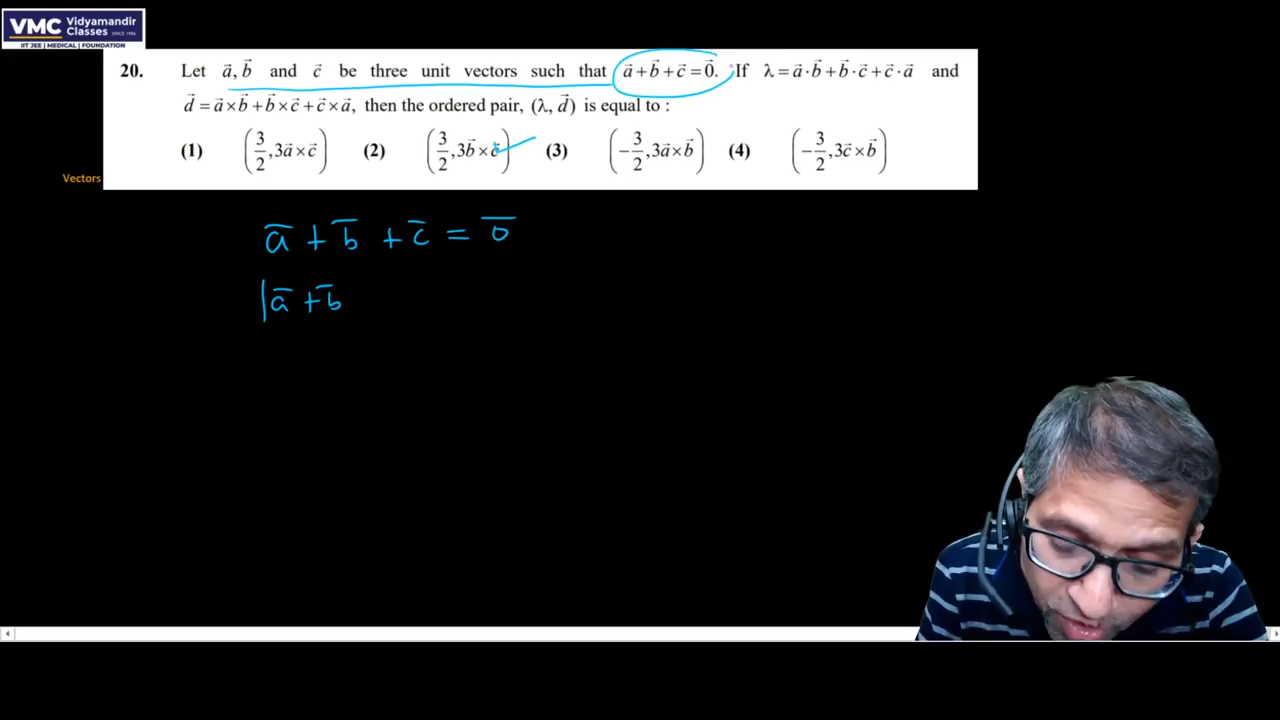 VMC Vidyamandir Classes SINCE 1986
IIT JEE | MEDICAL | FOUNDATION
20. Let a⃗, b⃗ and c⃗ be three unit vectors such that a⃗ + b⃗ + c⃗ = 0⃗. If λ = a⃗ · b⃗ + b⃗ · c⃗ + c⃗ · a⃗ and
d⃗ = a⃗ × b⃗ + b⃗ × c⃗ + c⃗ × a⃗, then the ordered pair, (λ, d⃗) is equal to :
(1) (3/2, 3a⃗ × c⃗) (2) (3/2, 3b⃗ × c⃗) (3) (−3/2, 3a⃗ × b⃗) (4) (−3/2, 3c⃗ × b⃗)
Vectors
a̅ + b̅ + c̅ = 0̅
|a̅ + b̅